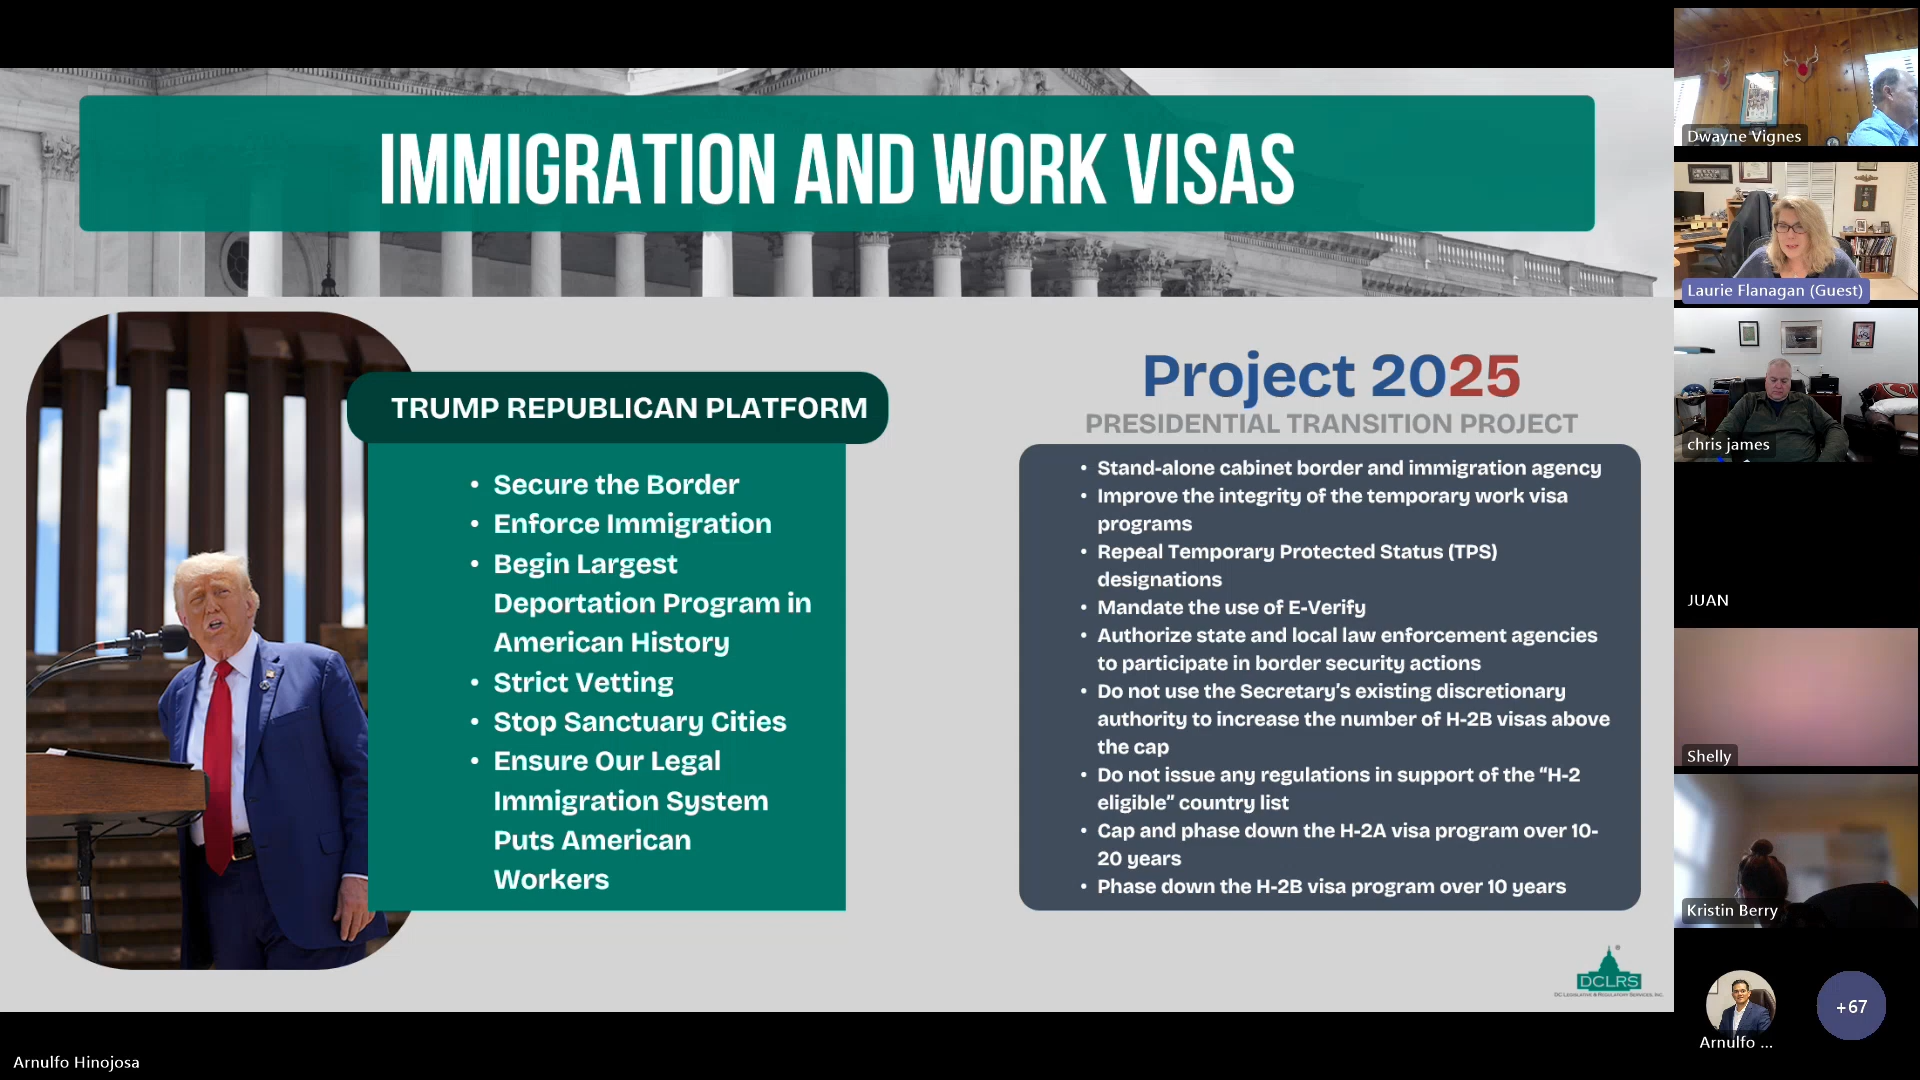 IMMIGRATION AND WORK VISAS
TRUMP REPUBLICAN PLATFORM
• Secure the Border
• Enforce Immigration
• Begin Largest
Deportation Program in
American History
• Strict Vetting
• Stop Sanctuary Cities
• Ensure Our Legal
Immigration System
Puts American
Workers
Project 2025
PRESIDENTIAL TRANSITION PROJECT
• Stand-alone cabinet border and immigration agency
• Improve the integrity of the temporary work visa
programs
• Repeal Temporary Protected Status (TPS)
designations
• Mandate the use of E-Verify
• Authorize state and local law enforcement agencies
to participate in border security actions
• Do not use the Secretary's existing discretionary
authority to increase the number of H-2B visas above
the cap
• Do not issue any regulations in support of the “H-2
eligible” country list
• Cap and phase down the H-2A visa program over 10-
20 years
• Phase down the H-2B visa program over 10 years
DCLRS
DC LEGISLATIVE & REGULATORY SERVICES, INC.
Dwayne Vignes
Laurie Flanagan (Guest)
chris james
JUAN
Shelly
Kristin Berry
Arnulfo ...
+67
Arnulfo Hinojosa